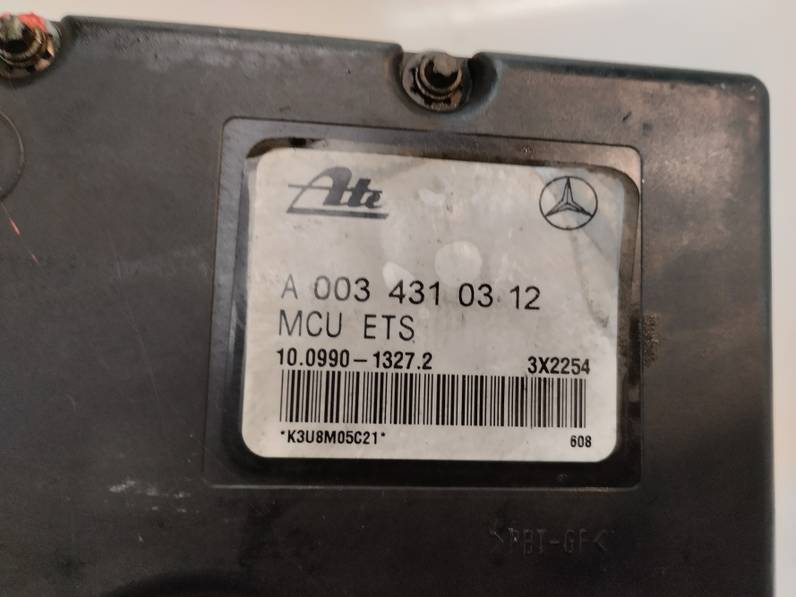 Ate
A 003 431 03 12
MCU ETS
10.0990-1327.2 3X2254
*K3U8M05C21* 608
>PBT-GF<